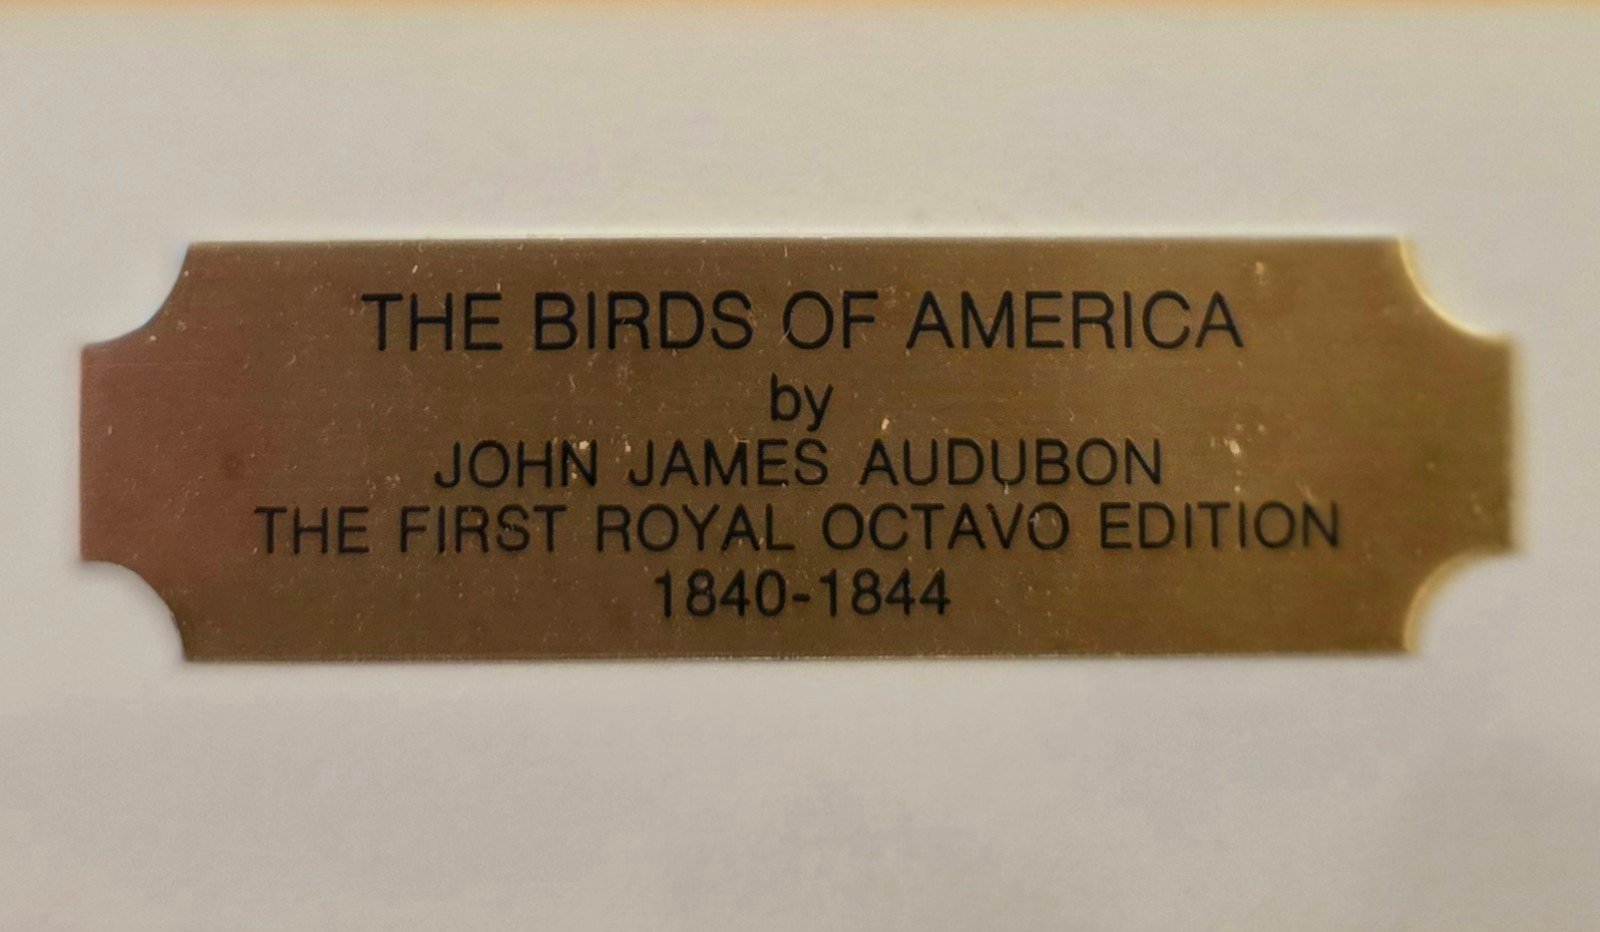 THE BIRDS OF AMERICA
by
JOHN JAMES AUDUBON
THE FIRST ROYAL OCTAVO EDITION
1840-1844